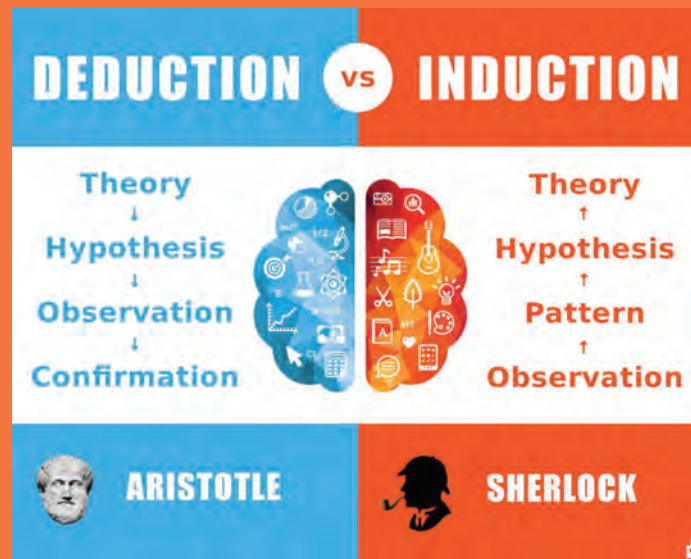 DEDUCTION vs INDUCTION
Theory
↓
Hypothesis
↓
Observation
↓
Confirmation
Theory
↑
Hypothesis
↑
Pattern
↑
Observation
ARISTOTLE
SHERLOCK